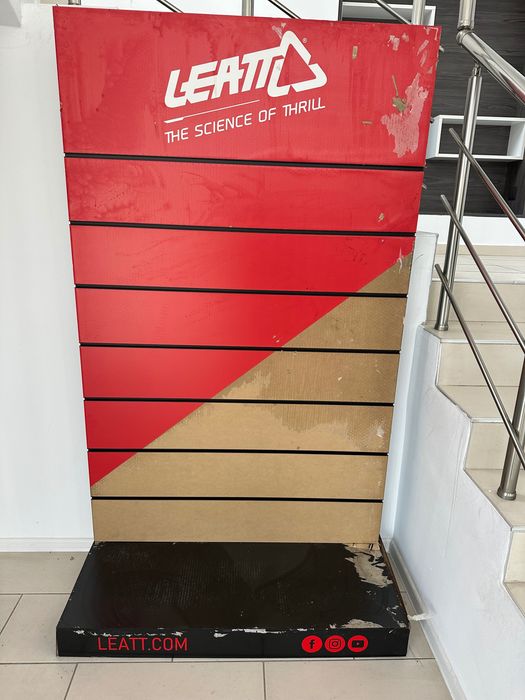 LEATT
THE SCIENCE OF THRILL
LEATT.COM